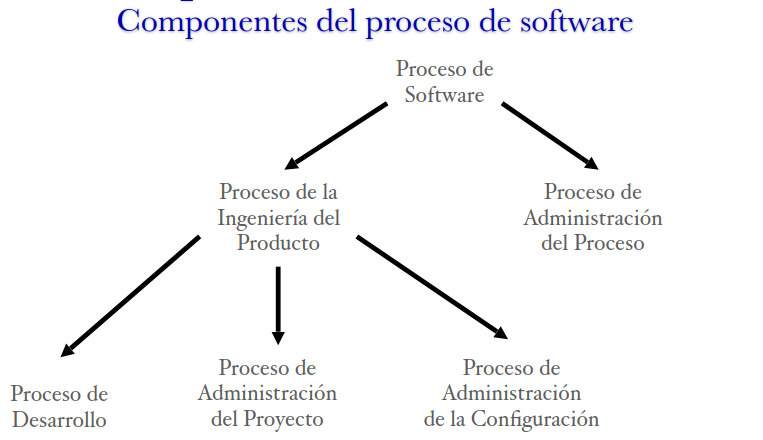 Componentes del proceso de software
Proceso de
Software
Proceso de la
Ingeniería del
Producto
Proceso de
Administración
del Proceso
Proceso de
Desarrollo
Proceso de
Administración
del Proyecto
Proceso de
Administración
de la Configuración